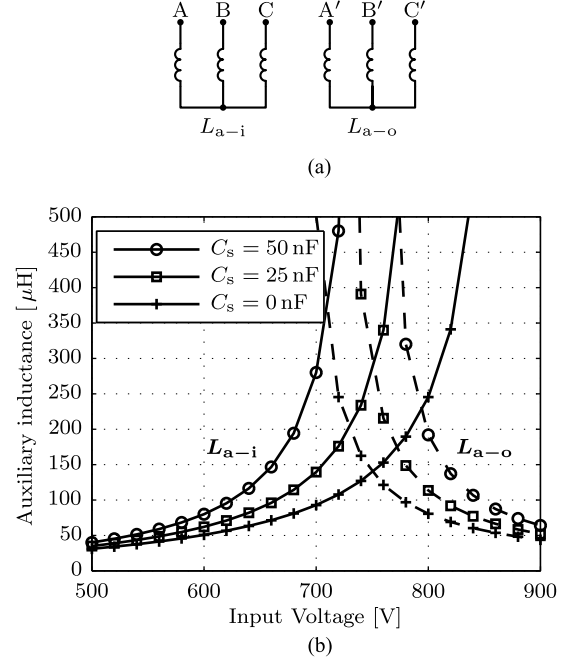 A B C A′ B′ C′
La−i La−o
(a)
500
450
400
350
300
250
200
150
100
50
0
Auxiliary inductance [ μH]
Cs = 50 nF
Cs = 25 nF
Cs = 0 nF
La−i
La−o
500 600 700 800 900
Input Voltage [V]
(b)